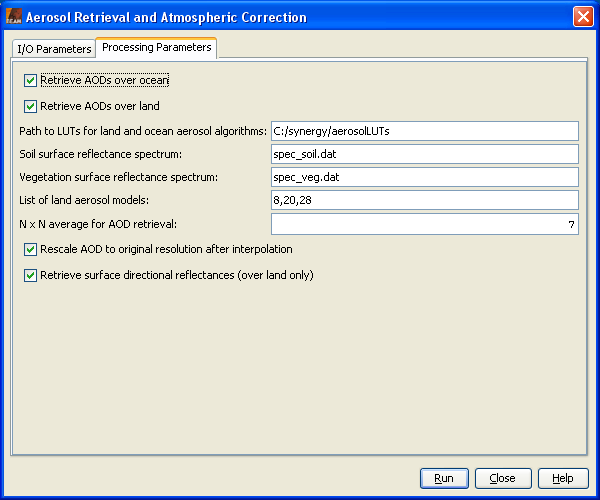 Aerosol Retrieval and Atmospheric Correction
I/O Parameters Processing Parameters
Retrieve AODs over ocean
Retrieve AODs over land
Path to LUTs for land and ocean aerosol algorithms: C:/synergy/aerosolLUTs
Soil surface reflectance spectrum: spec_soil.dat
Vegetation surface reflectance spectrum: spec_veg.dat
List of land aerosol models: 8,20,28
N x N average for AOD retrieval: 7
Rescale AOD to original resolution after interpolation
Retrieve surface directional reflectances (over land only)
Run Close Help